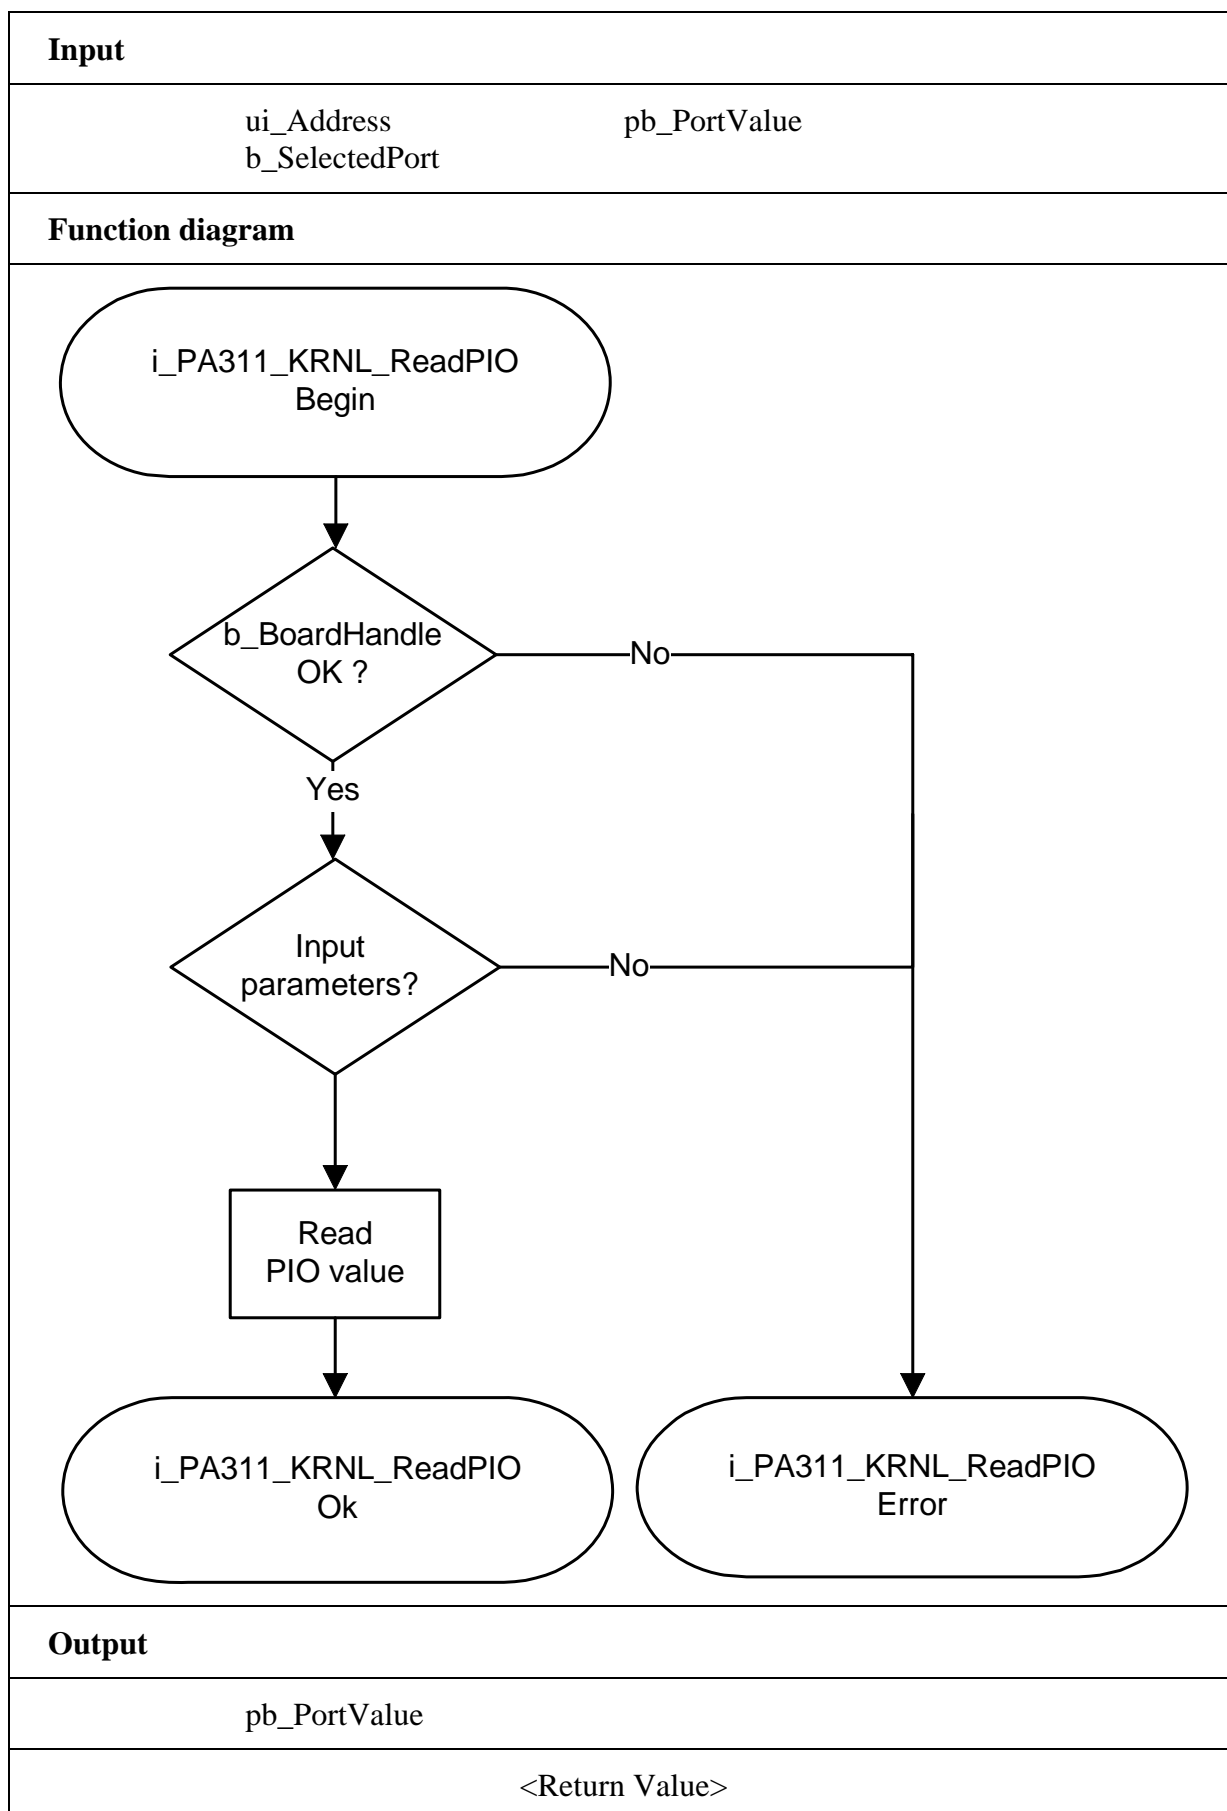 Input
ui_Address pb_PortValue
b_SelectedPort
Function diagram
i_PA311_KRNL_ReadPIO
Begin
b_BoardHandle
OK ?
No
Yes
Input
parameters?
No
Read
PIO value
i_PA311_KRNL_ReadPIO
Ok
i_PA311_KRNL_ReadPIO
Error
Output
pb_PortValue
<Return Value>